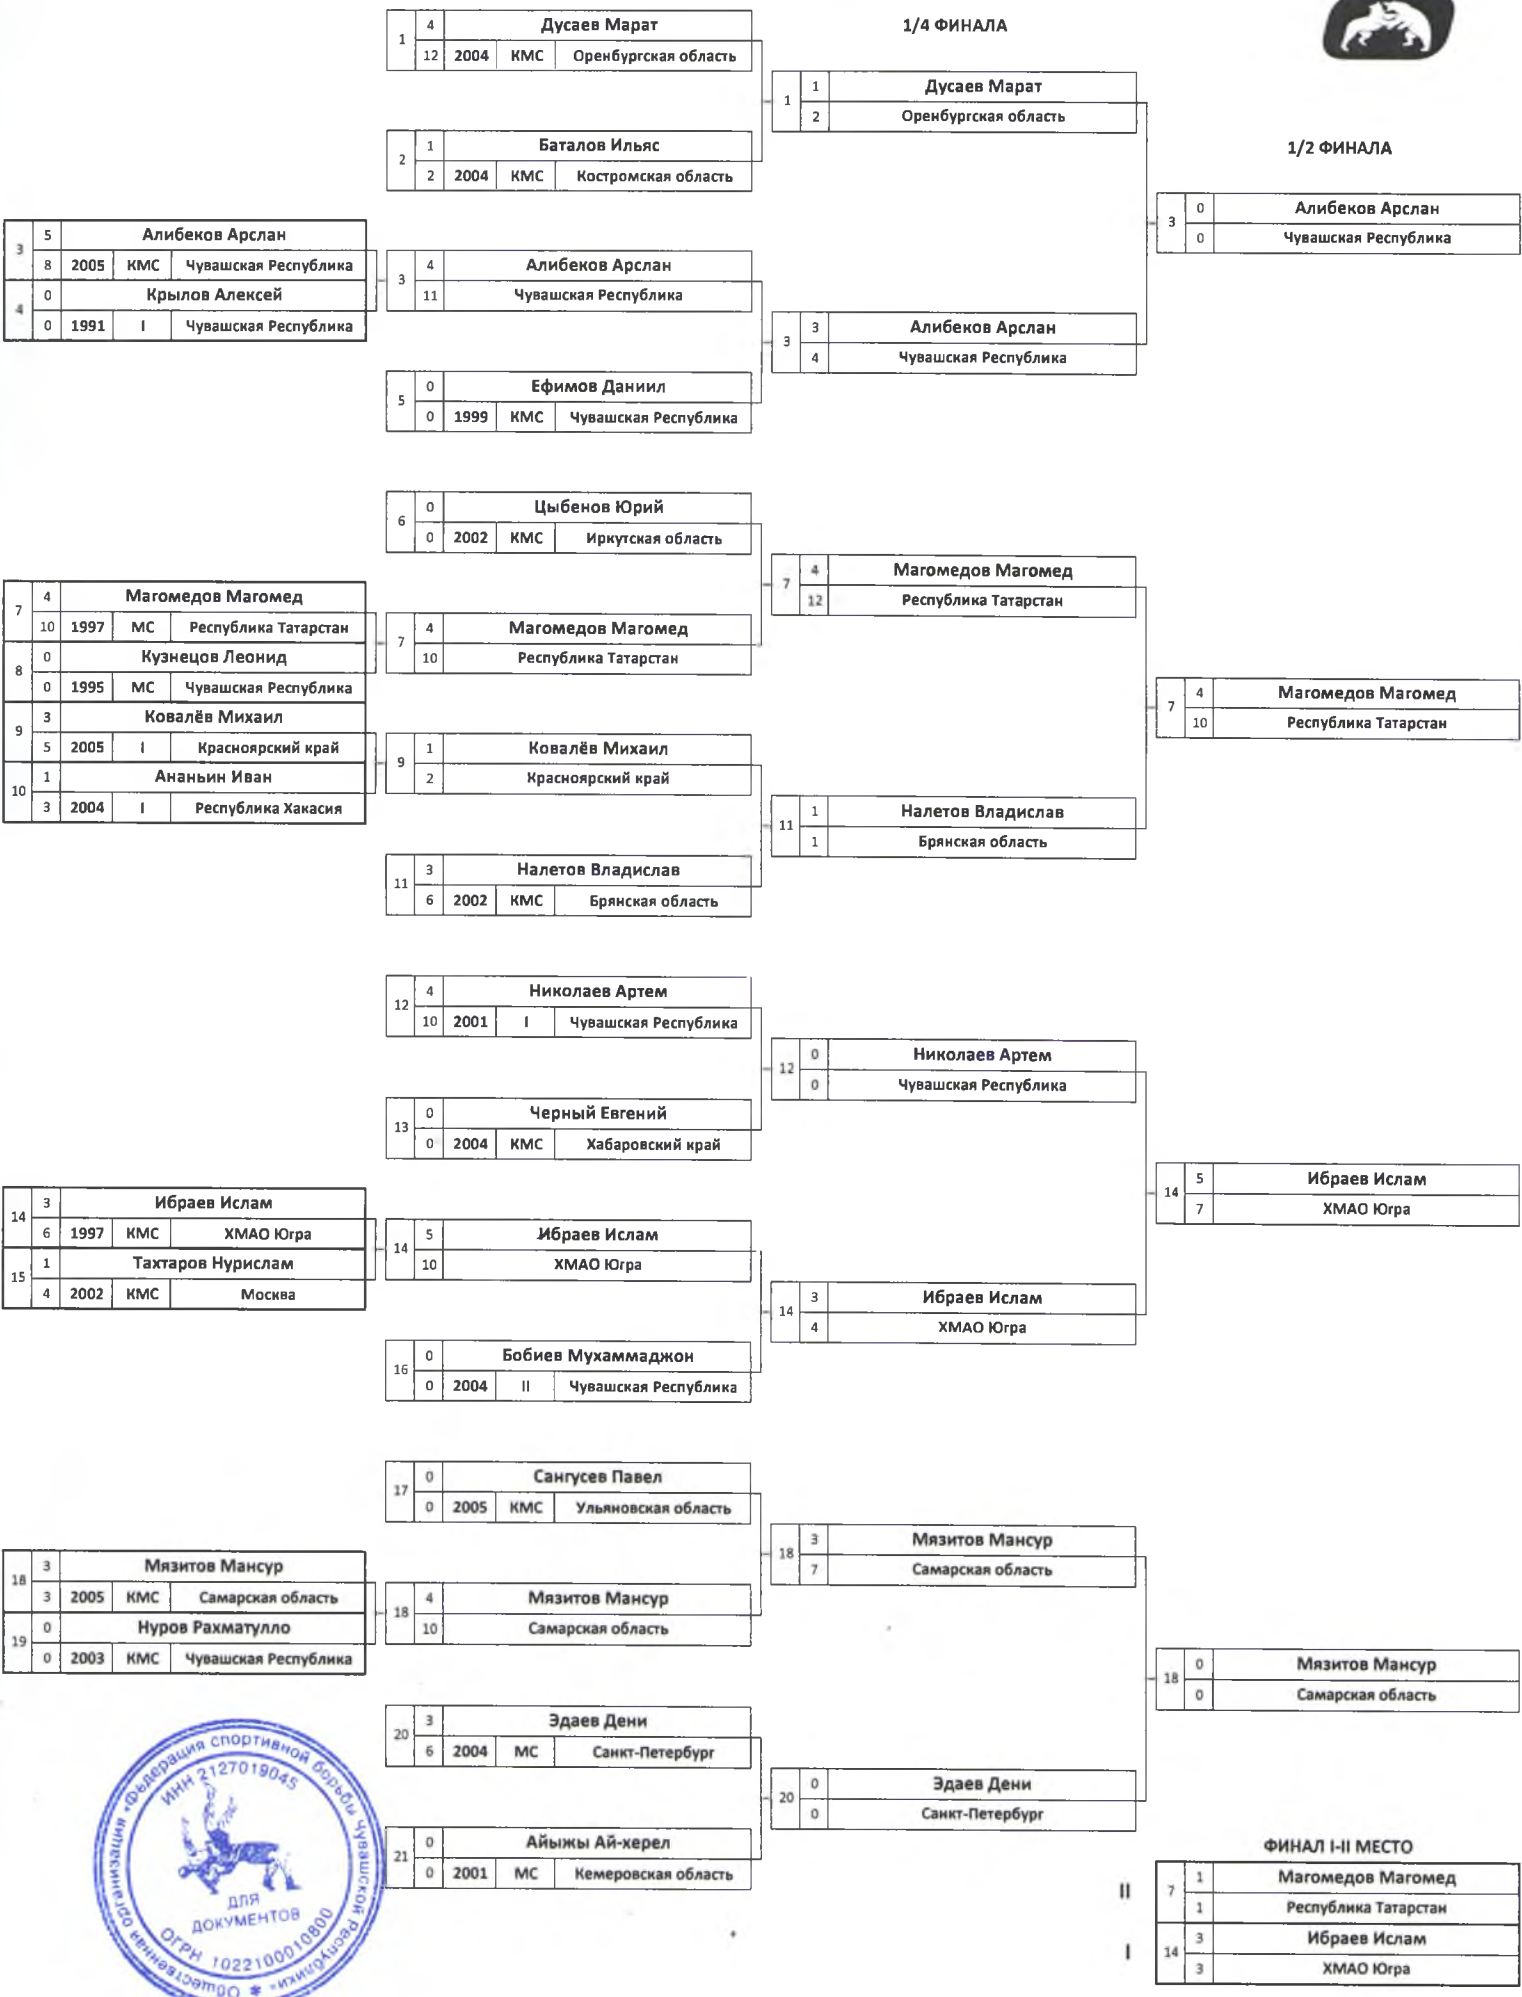 1/4 ФИНАЛА
1/2 ФИНАЛА
1 4 Дусаев Марат
12 2004 КМС Оренбургская область
2 1 Баталов Ильяс
2 2004 КМС Костромская область
3 5 Алибеков Арслан
8 2005 КМС Чувашская Республика
4 0 Крылов Алексей
0 1991 I Чувашская Республика
3 4 Алибеков Арслан
11 Чувашская Республика
5 0 Ефимов Даниил
0 1999 КМС Чувашская Республика
6 0 Цыбенов Юрий
0 2002 КМС Иркутская область
7 4 Магомедов Магомед
10 1997 МС Республика Татарстан
8 0 Кузнецов Леонид
0 1995 МС Чувашская Республика
9 3 Ковалёв Михаил
5 2005 I Красноярский край
10 1 Ананьин Иван
3 2004 I Республика Хакасия
7 4 Магомедов Магомед
10 Республика Татарстан
9 1 Ковалёв Михаил
2 Красноярский край
11 3 Налетов Владислав
6 2002 КМС Брянская область
12 4 Николаев Артем
10 2001 I Чувашская Республика
13 0 Черный Евгений
0 2004 КМС Хабаровский край
14 3 Ибраев Ислам
6 1997 КМС ХМАО Югра
15 1 Тахтаров Нурислам
4 2002 КМС Москва
14 5 Ибраев Ислам
10 ХМАО Югра
16 0 Бобиев Мухаммаджон
0 2004 II Чувашская Республика
17 0 Сангусев Павел
0 2005 КМС Ульяновская область
18 3 Мязитов Мансур
3 2005 КМС Самарская область
19 0 Нуров Рахматулло
0 2003 КМС Чувашская Республика
18 4 Мязитов Мансур
10 Самарская область
20 3 Эдаев Дени
6 2004 МС Санкт-Петербург
21 0 Айыжы Ай-херел
0 2001 МС Кемеровская область
1 1 Дусаев Марат
2 Оренбургская область
3 3 Алибеков Арслан
4 Чувашская Республика
7 4 Магомедов Магомед
12 Республика Татарстан
11 1 Налетов Владислав
1 Брянская область
12 0 Николаев Артем
0 Чувашская Республика
14 3 Ибраев Ислам
4 ХМАО Югра
18 3 Мязитов Мансур
7 Самарская область
20 0 Эдаев Дени
0 Санкт-Петербург
3 0 Алибеков Арслан
0 Чувашская Республика
7 4 Магомедов Магомед
10 Республика Татарстан
14 5 Ибраев Ислам
7 ХМАО Югра
18 0 Мязитов Мансур
0 Самарская область
ФИНАЛ I-II МЕСТО
II 7 1 Магомедов Магомед
1 Республика Татарстан
I 14 3 Ибраев Ислам
3 ХМАО Югра
Общественная организация «Федерация спортивной борьбы Чувашской Республики» *
ИНН 2127019045
ДЛЯ
ДОКУМЕНТОВ
ОГРН 1022100010800